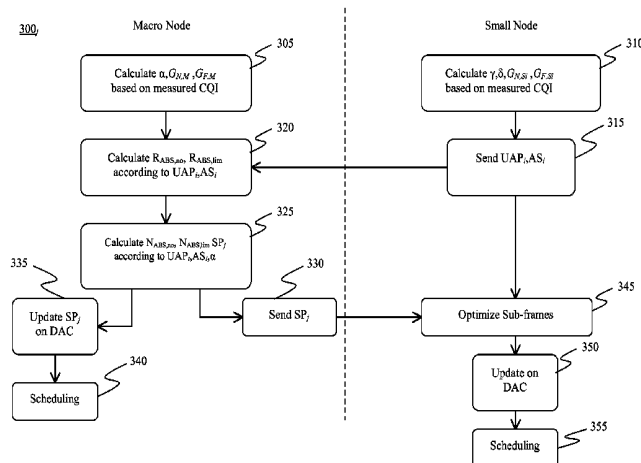 300j
Macro Node
Small Node
305
Calculate α,GN,M ,GF,M
based on measured CQI
310
Calculate γ,δ,GN,Si ,GF,Si
based on measured CQI
320
Calculate RABS,no, RABS,lim
according to UAPi,ASi
315
Send UAPi,ASi
325
Calculate NABS,no, NABS,lim SPj
according to UAPi,ASi,α
335
Update SPj
on DAC
330
Send SPj
345
Optimize Sub-frames
340
Scheduling
350
Update on
DAC
355
Scheduling